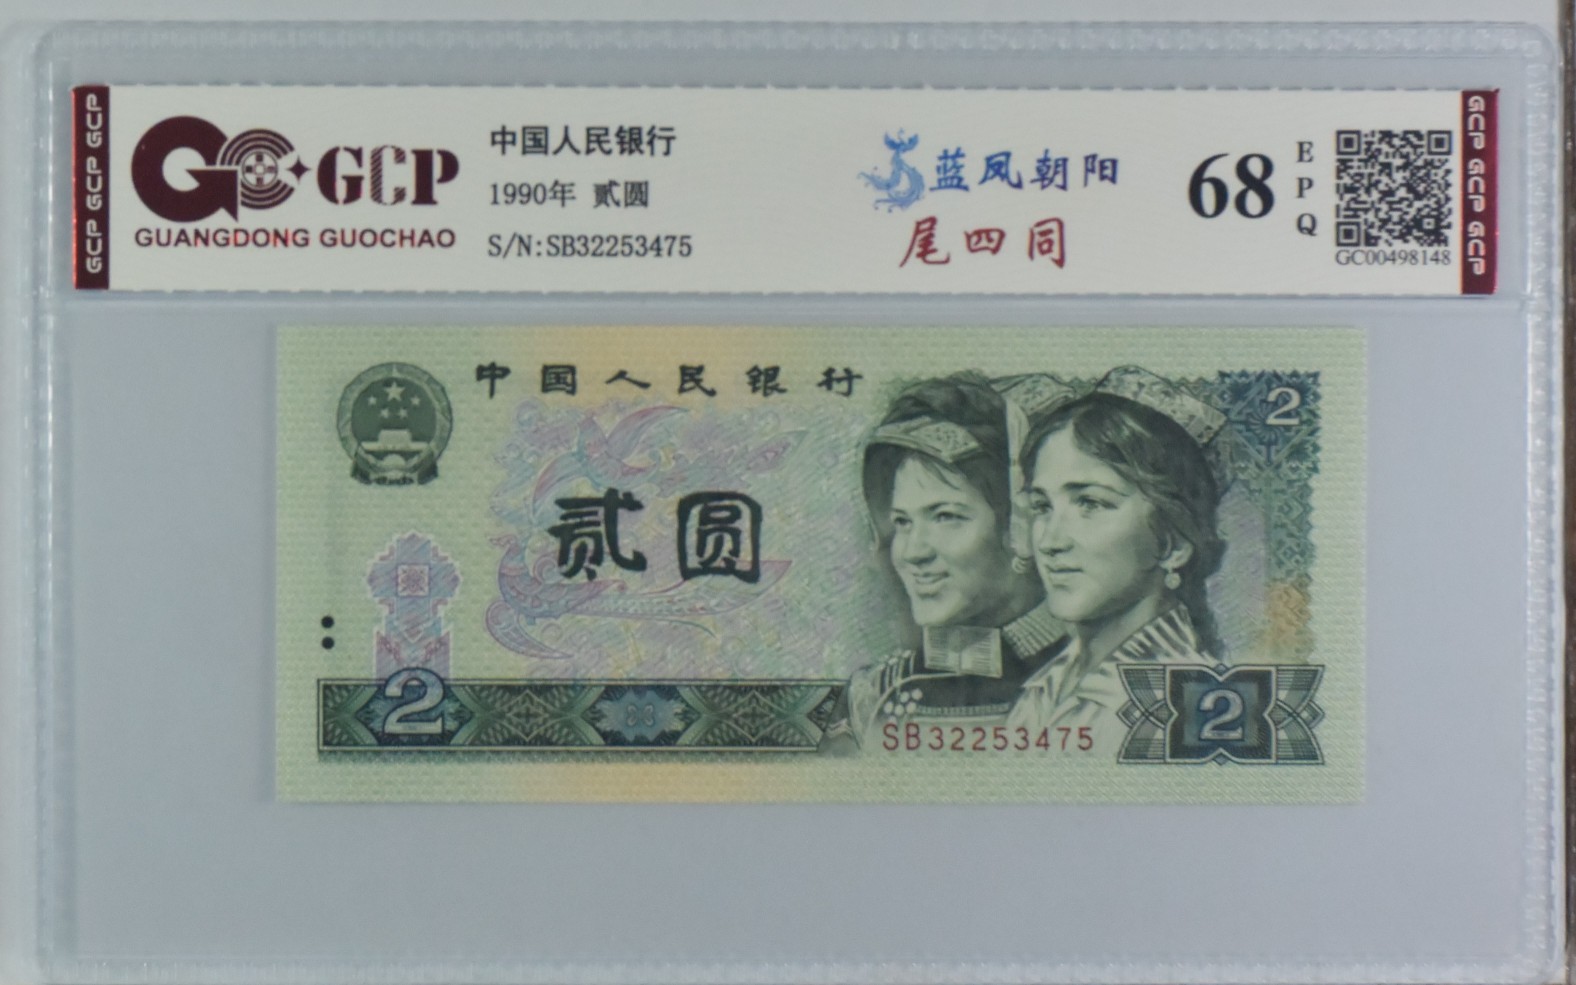 GCP GCP GCP
GCP
GUANGDONG GUOCHAO
中国人民银行
1990年 贰圆
S/N:SB32253475
蓝凤朝阳
尾四同
68
EPQ
GC00498148
GCP GCP GCP
中国人民银行
2
贰圆
2
SB32253475
2